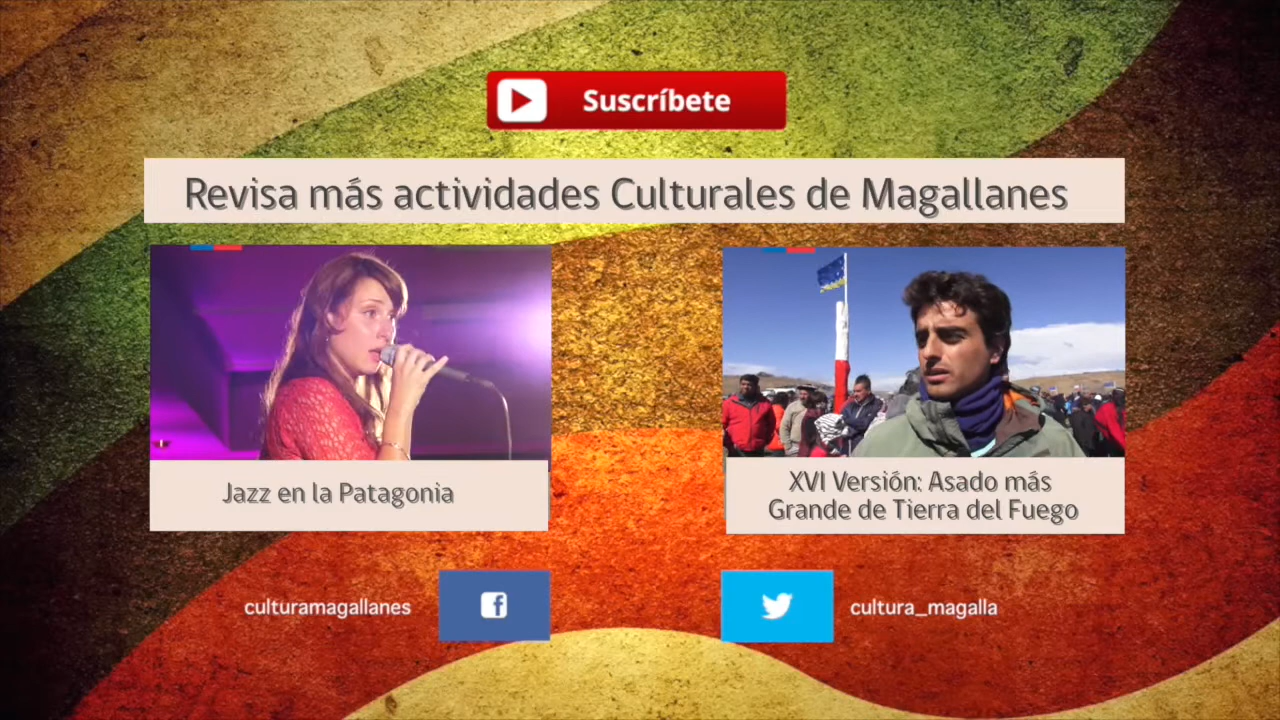 Suscríbete
Revisa más actividades Culturales de Magallanes
Jazz en la Patagonia
XVI Versión: Asado más
Grande de Tierra del Fuego
culturamagallanes
cultura_magalla